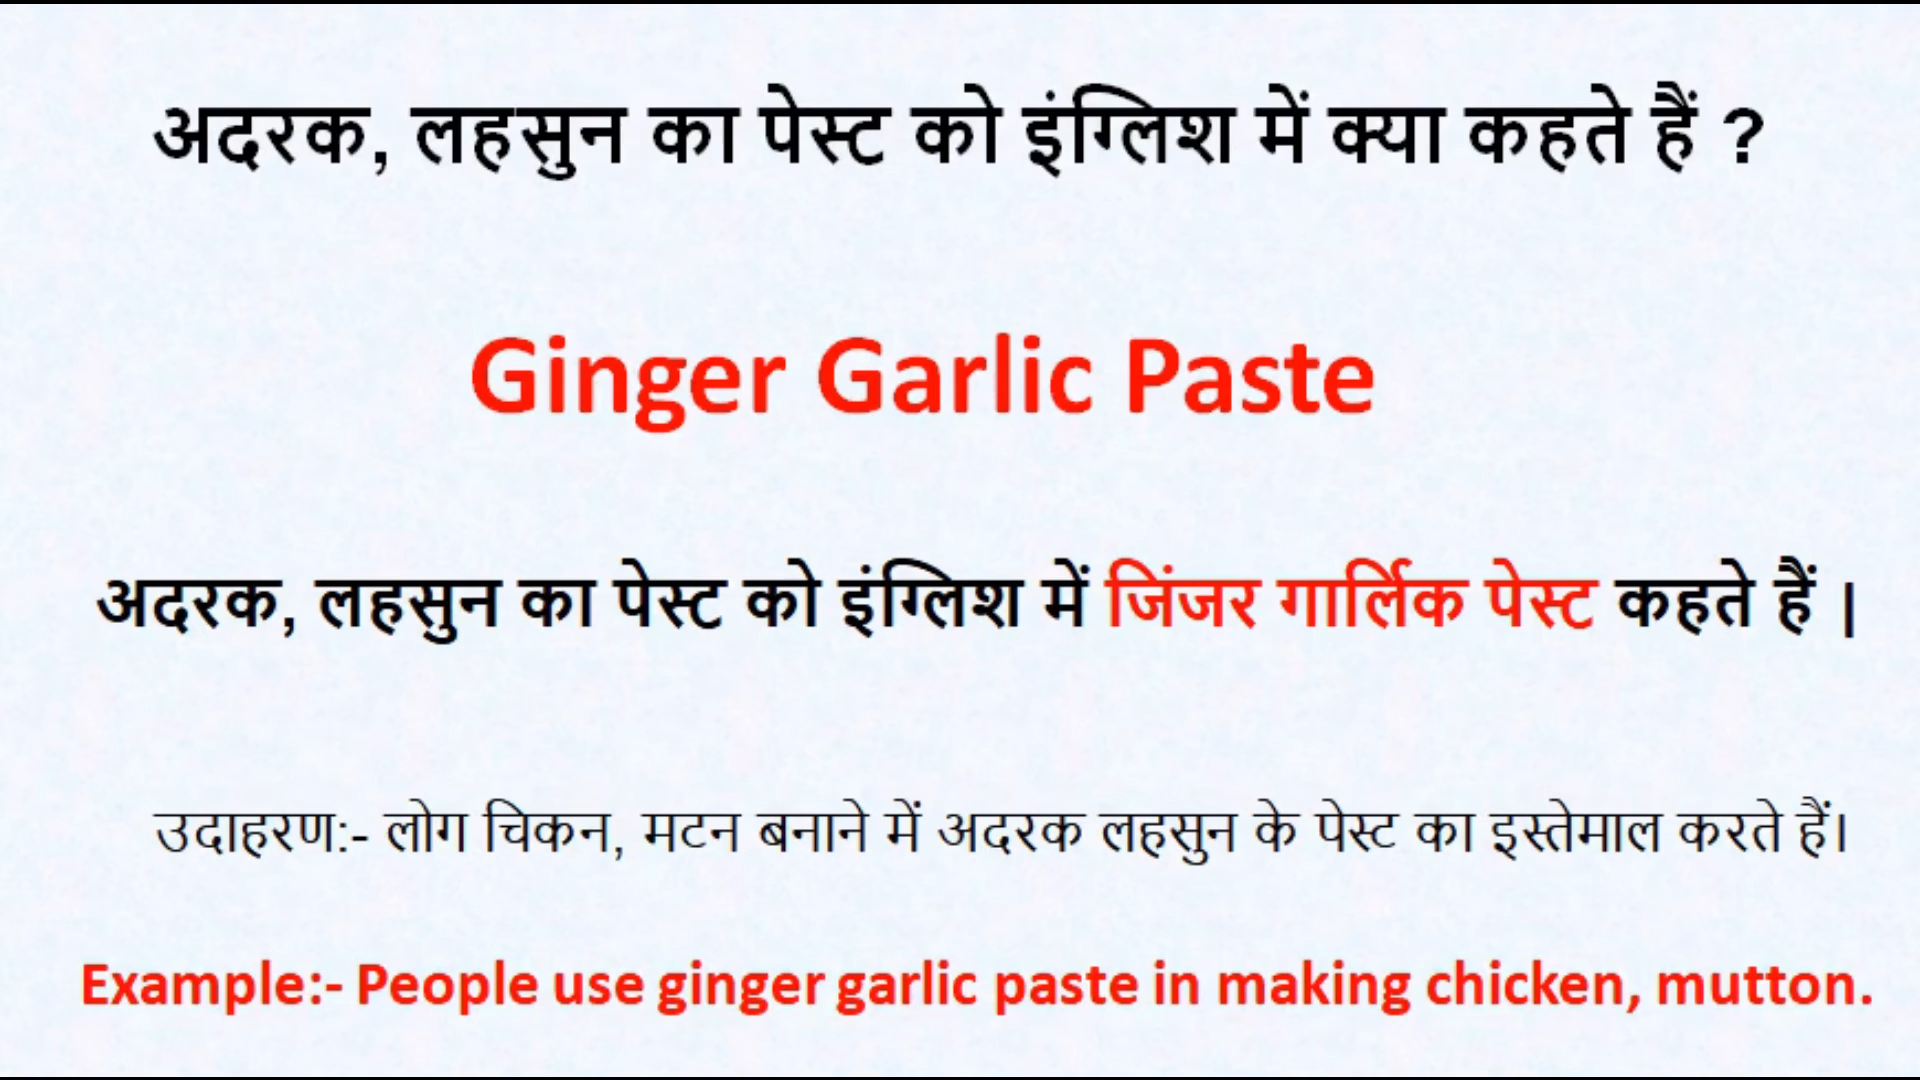 अदरक, लहसुन का पेस्ट को इंग्लिश में क्या कहते हैं ?
Ginger Garlic Paste
अदरक, लहसुन का पेस्ट को इंग्लिश में जिंजर गार्लिक पेस्ट कहते हैं |
उदाहरण:- लोग चिकन, मटन बनाने में अदरक लहसुन के पेस्ट का इस्तेमाल करते हैं।
Example:- People use ginger garlic paste in making chicken, mutton.